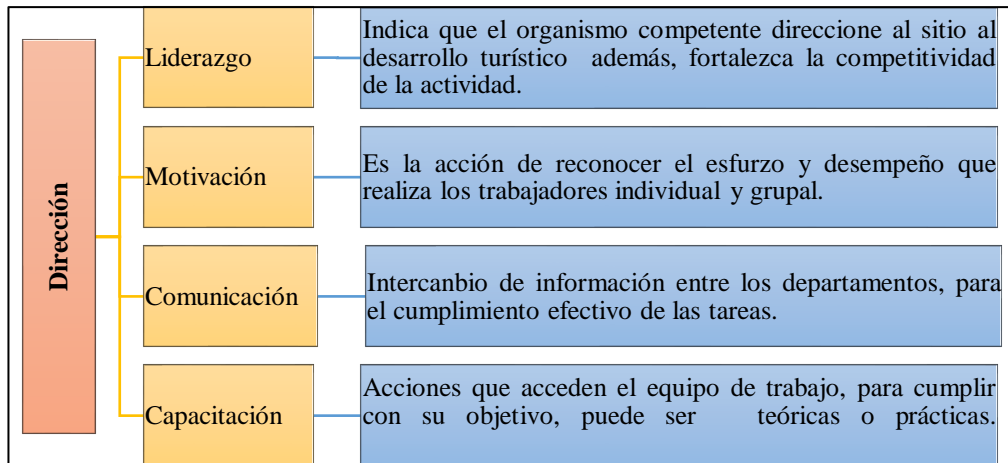 Dirección
Liderazgo
Indica que el organismo competente direccione al sitio al
desarrollo turístico además, fortalezca la competitividad
de la actividad.
Motivación
Es la acción de reconocer el esfurzo y desempeño que
realiza los trabajadores individual y grupal.
Comunicación
Intercanbio de información entre los departamentos, para
el cumplimiento efectivo de las tareas.
Capacitación
Acciones que acceden el equipo de trabajo, para cumplir
con su objetivo, puede ser teóricas o prácticas.